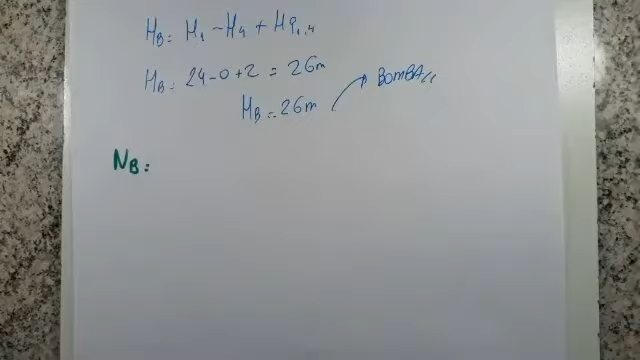 HB = H1 - H4 + HP1,4
HB = 24 - 0 + 2 = 26m
HB = 26m BOMBA
NB =